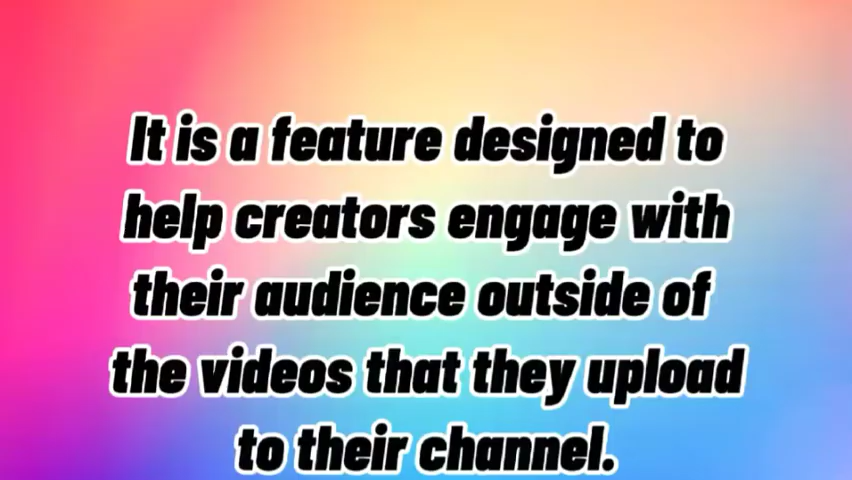 It is a feature designed to
help creators engage with
their audience outside of
the videos that they upload
to their channel.